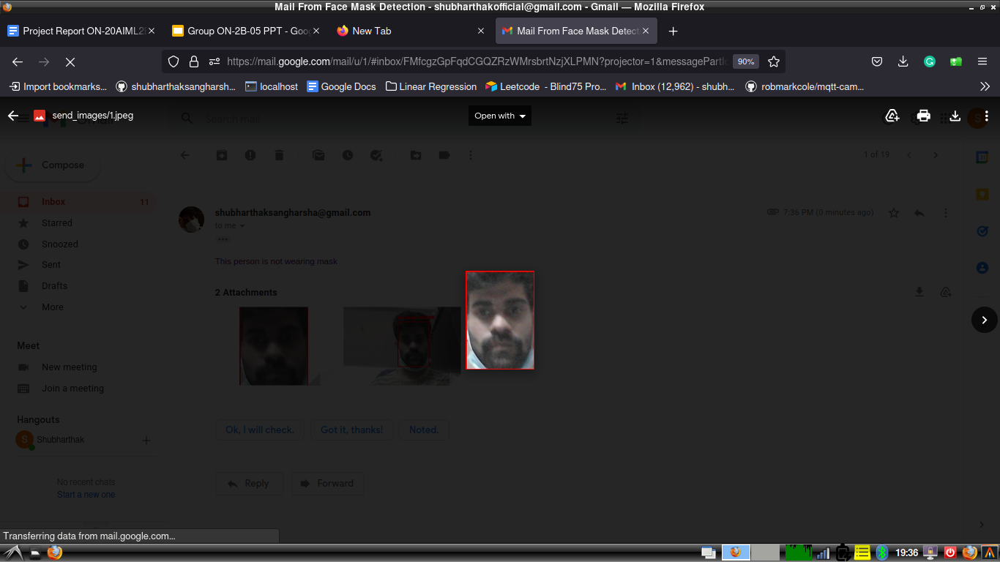 Mail From Face Mask Detection - shubharthakofficial@gmail.com - Gmail — Mozilla Firefox
Project Report ON-20AIML2
Group ON-2B-05 PPT - Goo
New Tab
Mail From Face Mask Detect
https://mail.google.com/mail/u/1/#inbox/FMfcgzGpFqdCGQZRzWMrsbrtNzjXLPMN?projector=1&messagePartI
90%
Import bookmarks...
shubharthaksangharsh...
localhost
Google Docs
Linear Regression
Leetcode - Blind75 Pro...
Inbox (12,962) - shubh...
robmarkcole/mqtt-cam...
send_images/1.jpeg
Search mail
Open with
S
Compose
1 of 19
Inbox 11
Starred
Snoozed
Sent
Drafts
More
shubharthaksangharsha@gmail.com
7:36 PM (0 minutes ago)
to me
This person is not wearing mask
2 Attachments
Meet
New meeting
Join a meeting
Hangouts
S
Shubharthak
No recent chats
Start a new one
Ok, I will check.
Got it, thanks!
Noted.
Reply
Forward
Transferring data from mail.google.com...
19:36